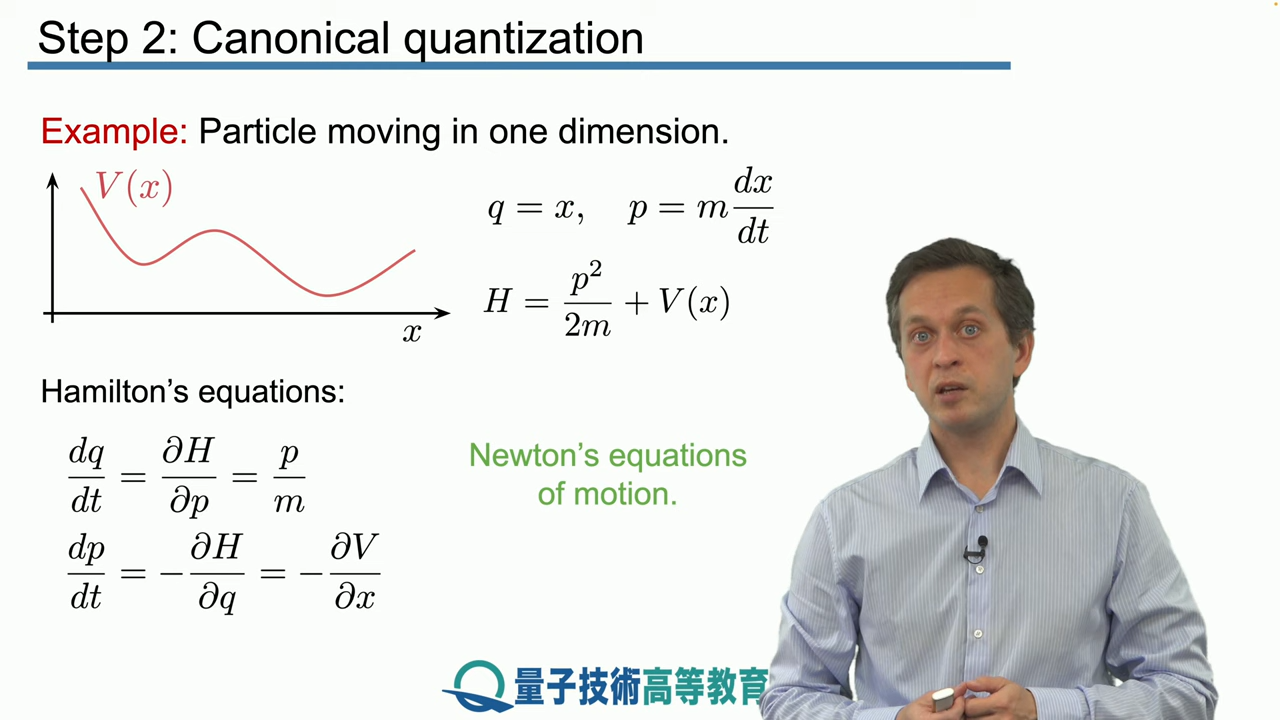 Step 2: Canonical quantization
Example: Particle moving in one dimension.
V(x)
x
q = x, p = m dx/dt
H = p²/2m + V(x)
Hamilton's equations:
dq/dt = ∂H/∂p = p/m
dp/dt = −∂H/∂q = −∂V/∂x
Newton's equations
of motion.
量子技術高等教育